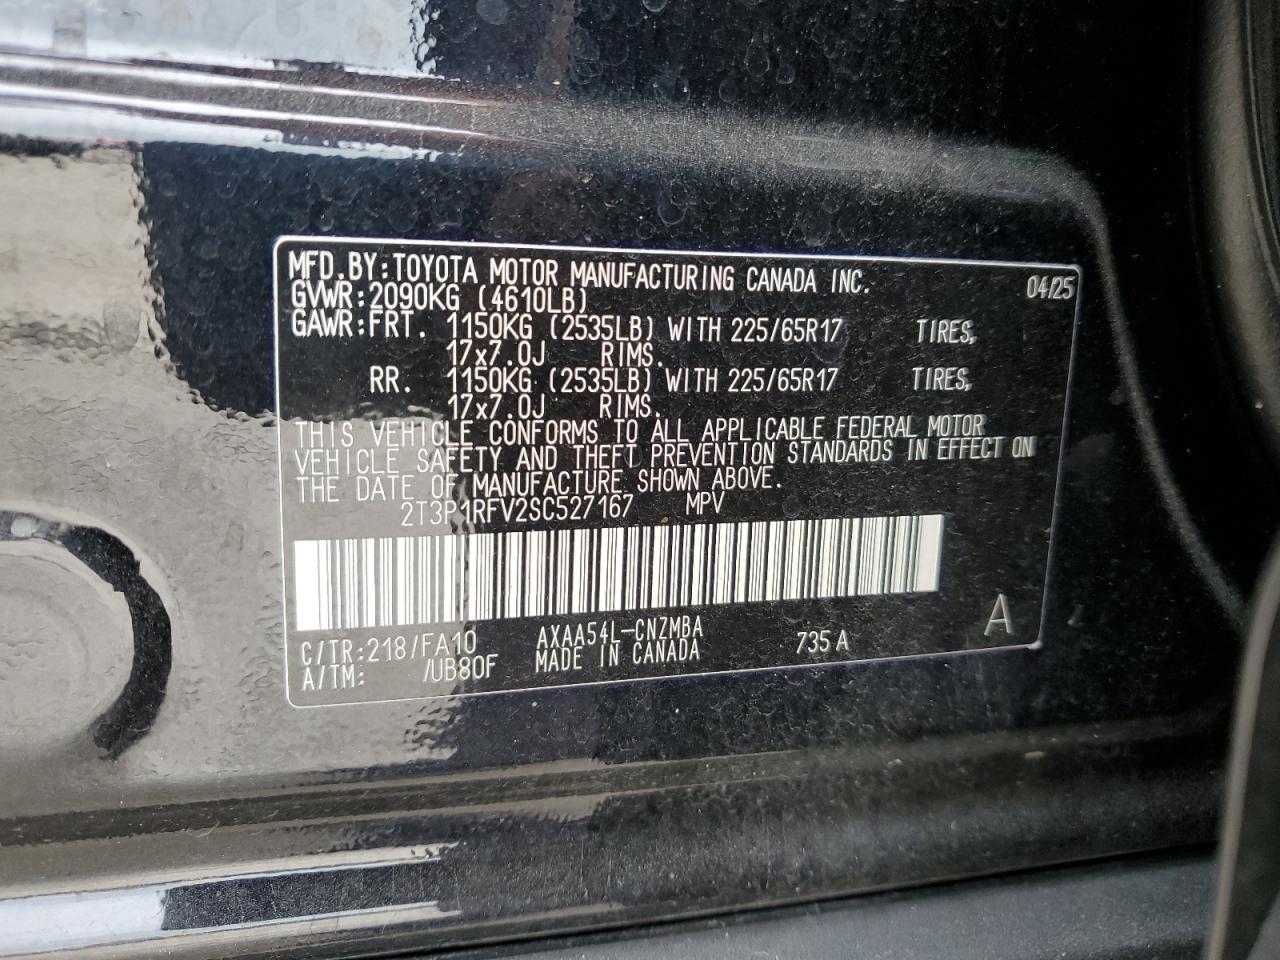 MFD.BY:TOYOTA MOTOR MANUFACTURING CANADA INC. 04/25
GVWR:2090KG (4610LB)
GAWR:FRT. 1150KG (2535LB) WITH 225/65R17 TIRES,
17x7.0J RIMS.
RR. 1150KG (2535LB) WITH 225/65R17 TIRES,
17x7.0J RIMS.
THIS VEHICLE CONFORMS TO ALL APPLICABLE FEDERAL MOTOR
VEHICLE SAFETY AND THEFT PREVENTION STANDARDS IN EFFECT ON
THE DATE OF MANUFACTURE SHOWN ABOVE.
2T3P1RFV2SC527167 MPV
C/TR:218/FA10 AXAA54L-CNZMBA 735A A
A/TM: /UB80F MADE IN CANADA